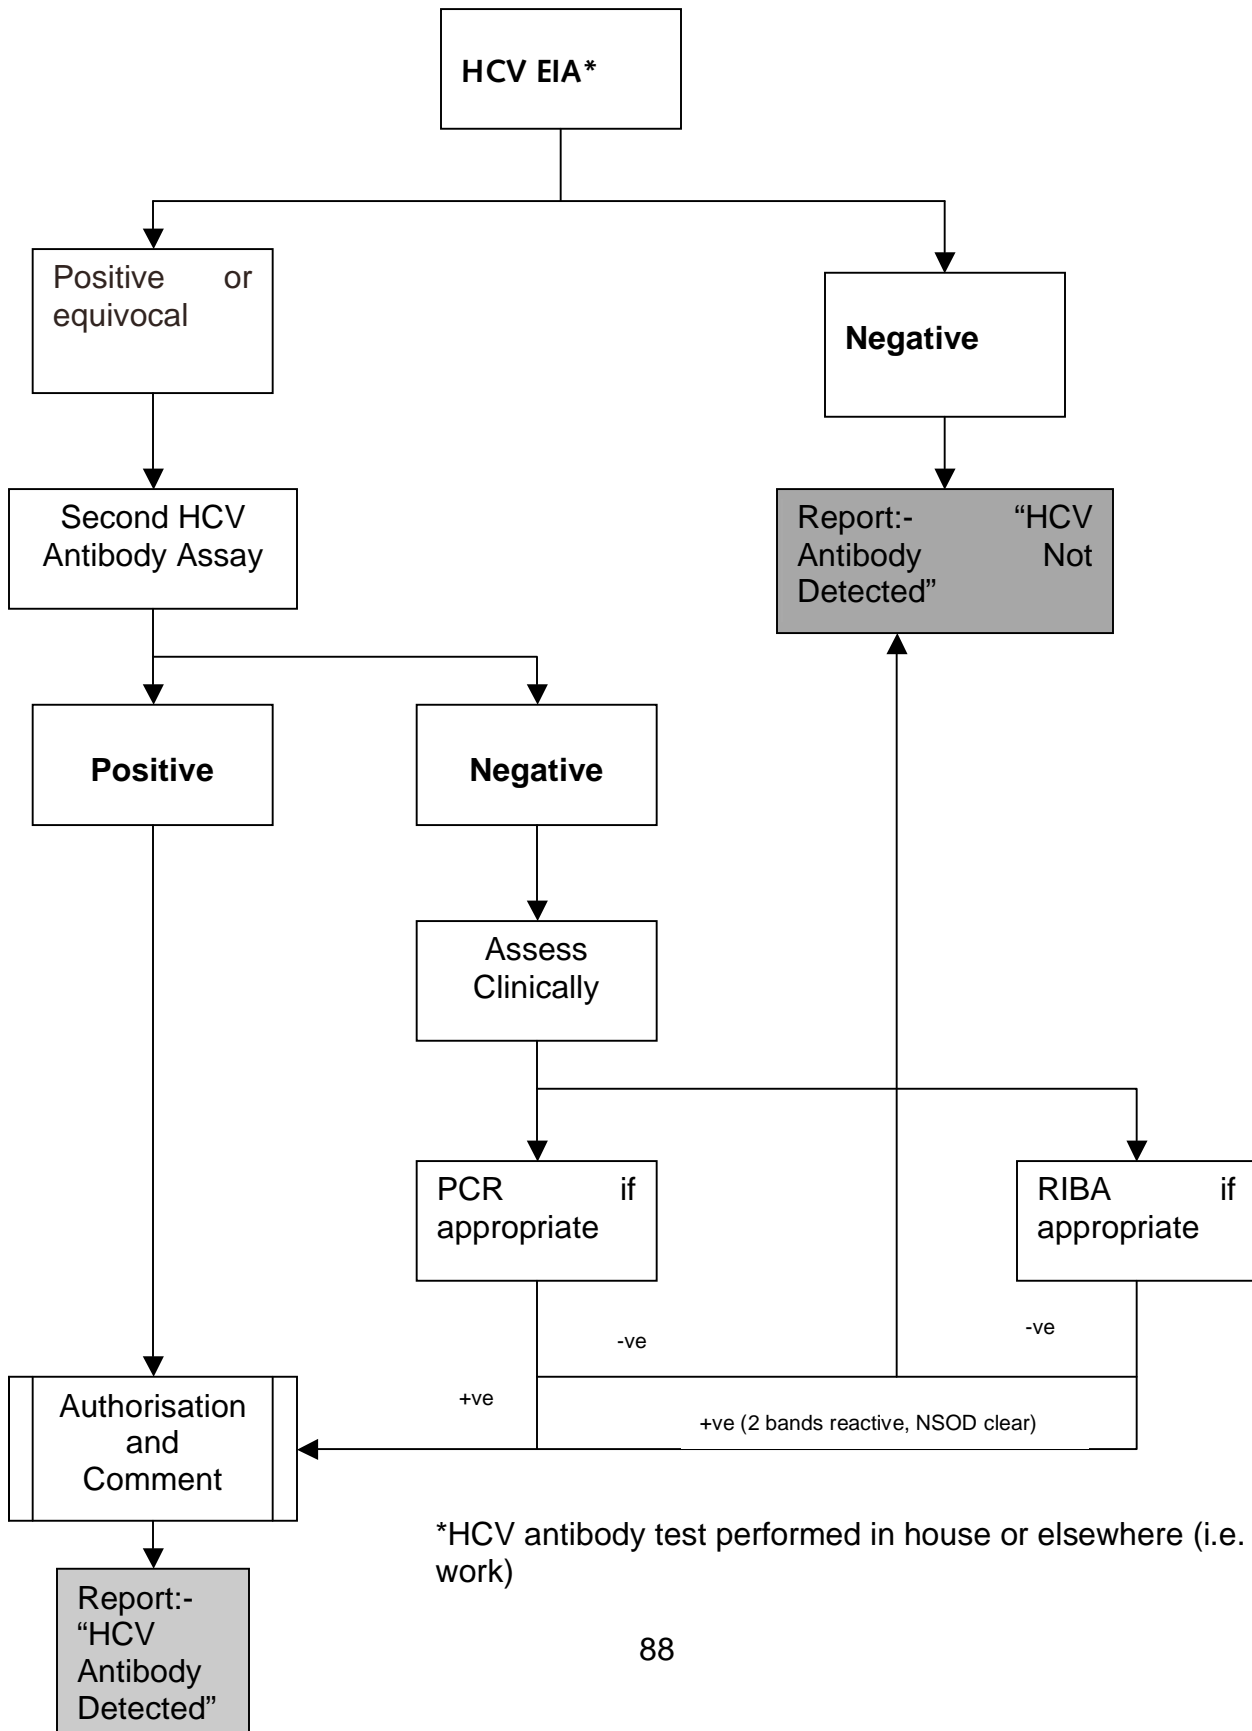 HCV EIA*
Positive or
equivocal
Negative
Second HCV
Antibody Assay
Report:- “HCV
Antibody Not
Detected”
Positive
Negative
Assess
Clinically
PCR if
appropriate
RIBA if
appropriate
-ve
-ve
+ve
+ve (2 bands reactive, NSOD clear)
Authorisation
and
Comment
*HCV antibody test performed in house or elsewhere (i.e.
work)
Report:-
“HCV
Antibody
Detected”
88